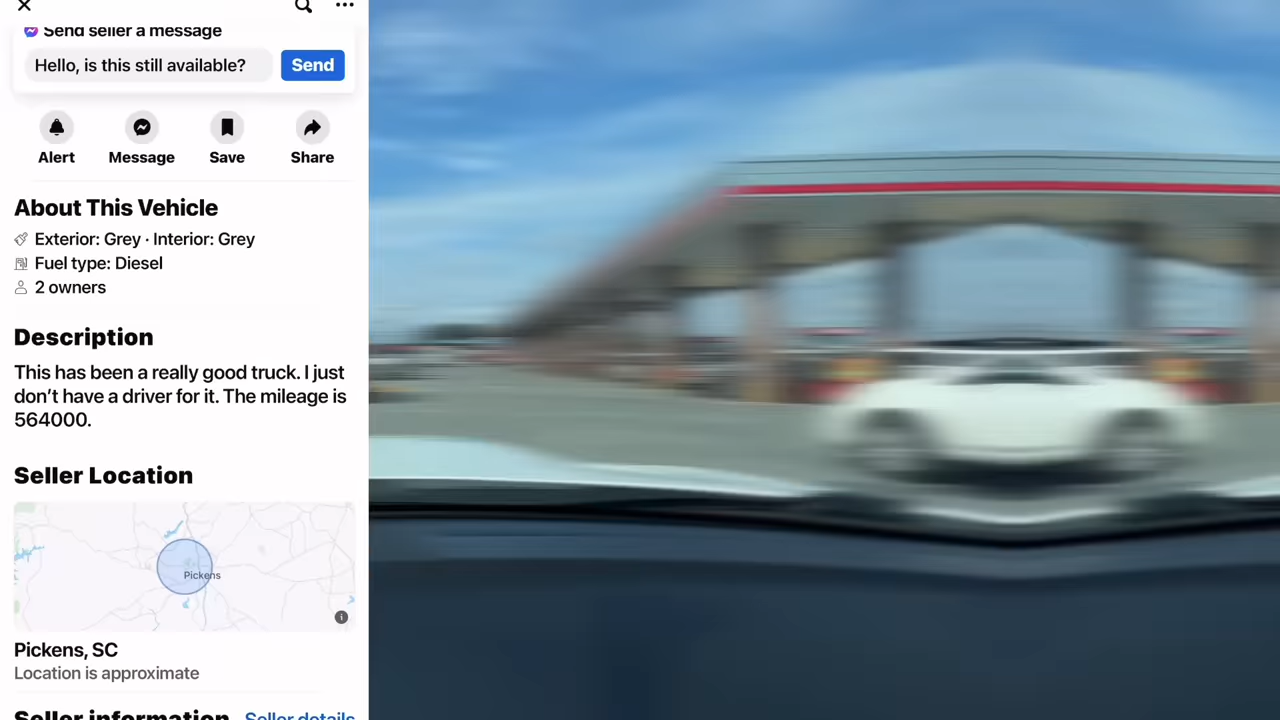 Send seller a message
Hello, is this still available?
Send
Alert
Message
Save
Share
About This Vehicle
Exterior: Grey · Interior: Grey
Fuel type: Diesel
2 owners
Description
This has been a really good truck. I just
don’t have a driver for it. The mileage is
564000.
Seller Location
Pickens
Pickens, SC
Location is approximate
Seller information
Seller details